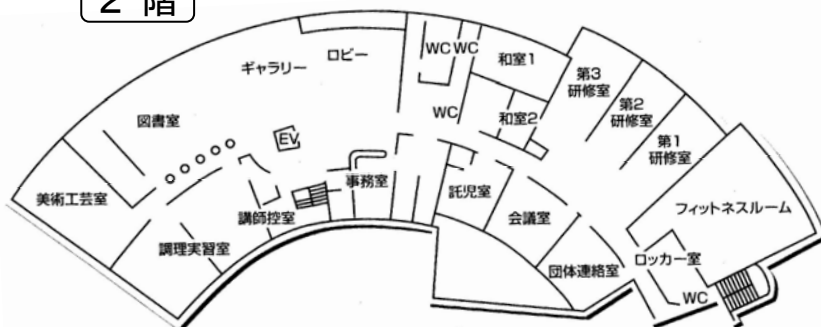 2 階
ロビー
ギャラリー
WC WC
和室1
第3
研修室
図書室
EV
WC
和室2
第2
研修室
第1
研修室
美術工芸室
講師控室
事務室
託児室
会議室
フィットネスルーム
調理実習室
団体連絡室
ロッカー室
WC